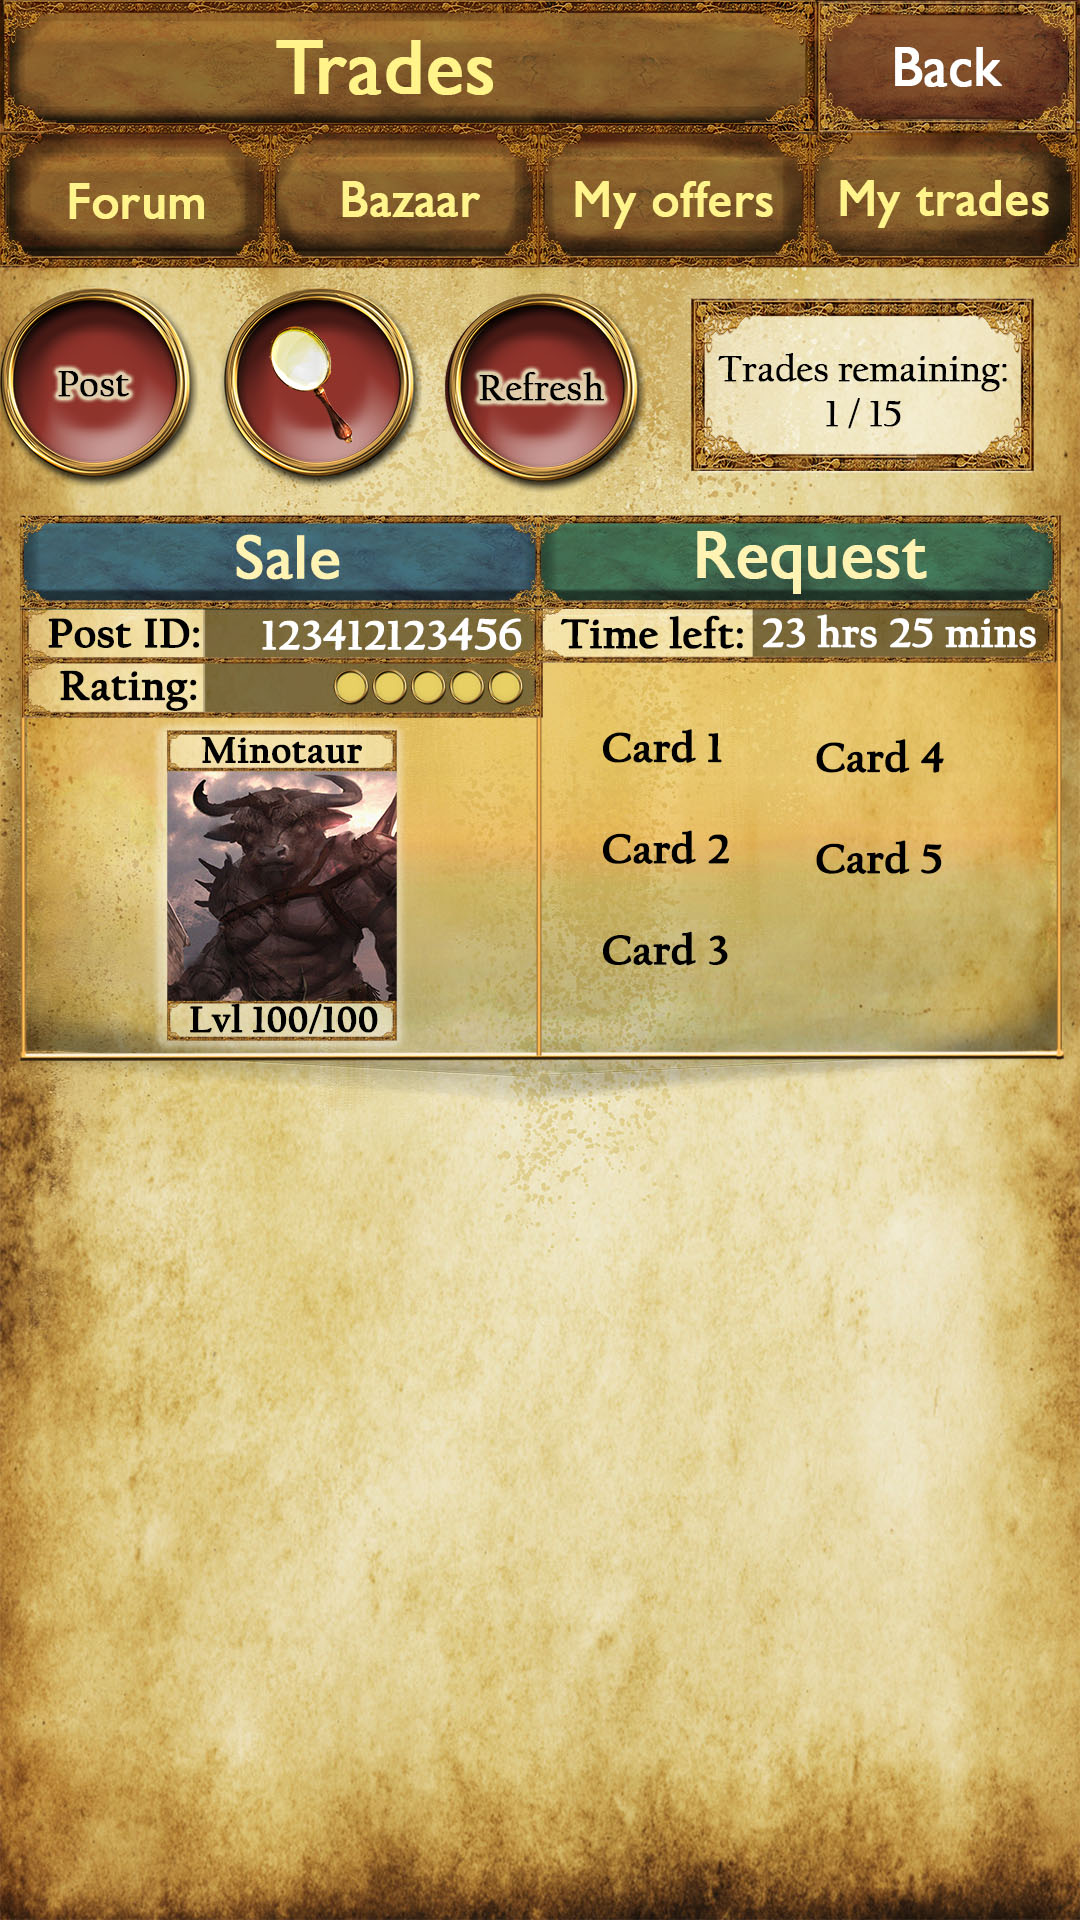 Trades
Back
Forum
Bazaar
My offers
My trades
Post
Refresh
Trades remaining:
1 / 15
Sale
Request
Post ID: 123412123456
Time left: 23 hrs 25 mins
Rating:
Minotaur
Lvl 100/100
Card 1
Card 2
Card 3
Card 4
Card 5